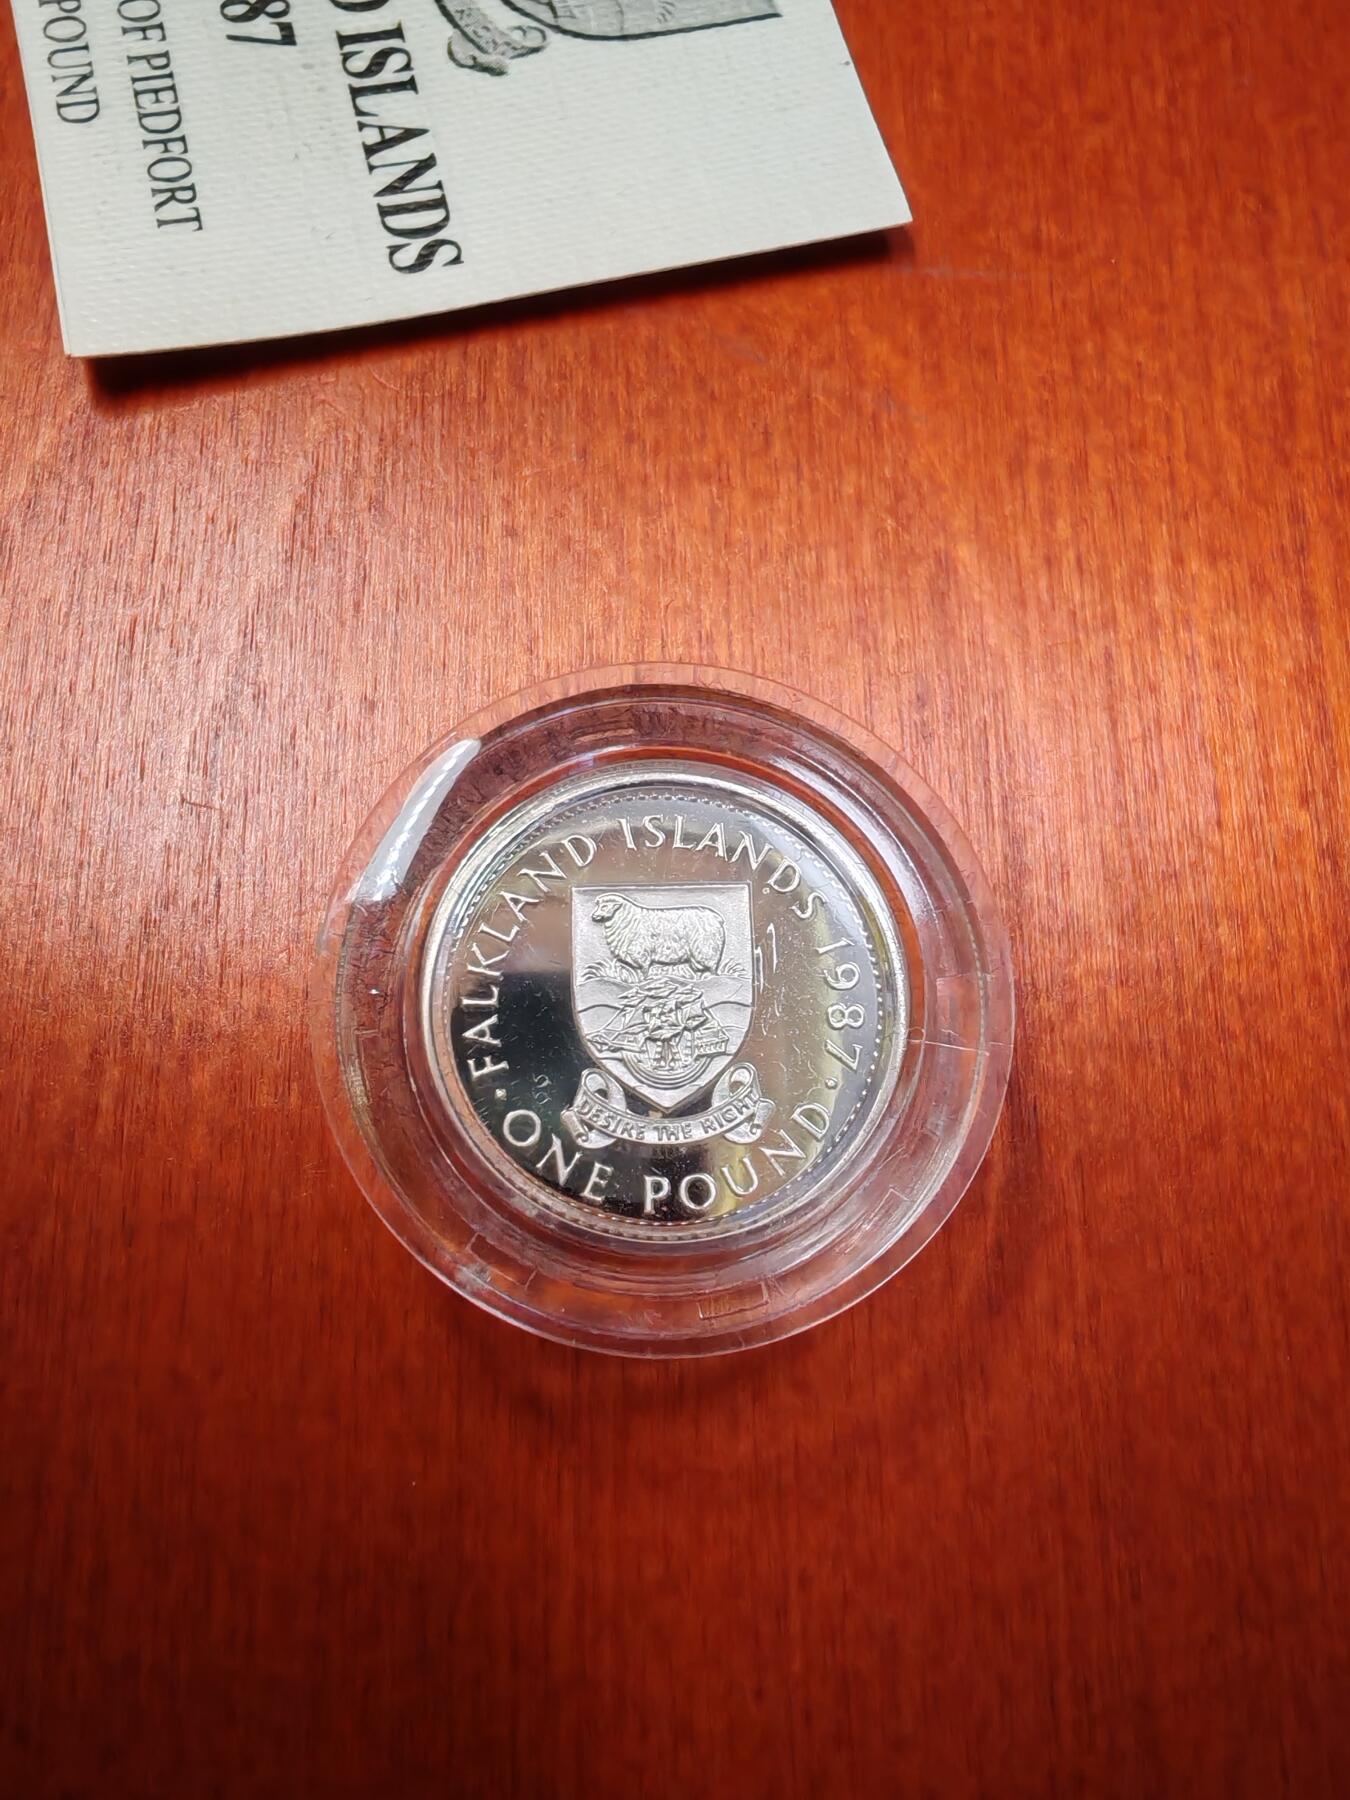 D ISLANDS
87
OF PIEDFORT
POUND
FALKLAND ISLANDS 1987
DESIRE THE RIGHT
ONE POUND